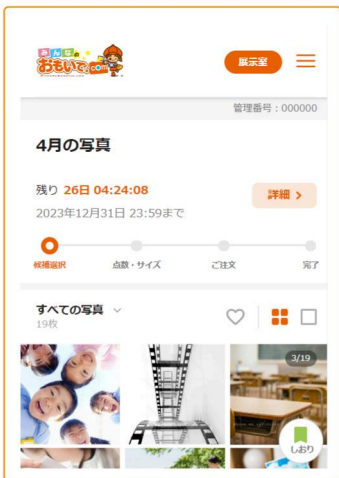 みんなの
おもいで.com
展示室
管理番号：000000
4月の写真
残り 26日 04:24:08
2023年12月31日 23:59まで
詳細
候補選択
点数・サイズ
ご注文
完了
すべての写真
19枚
3/19
しおり